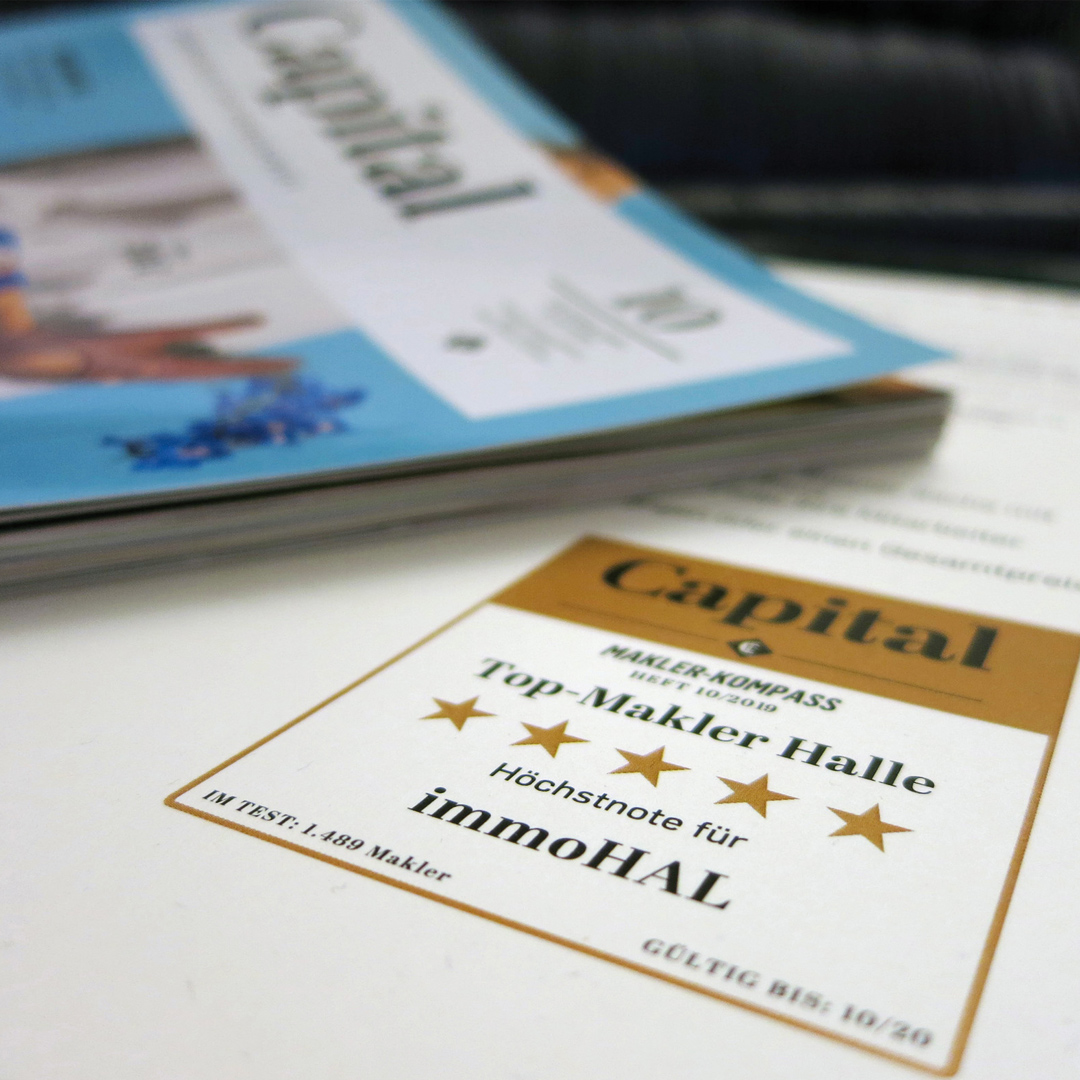 Capital
10
Capital
MAKLER-KOMPASS
HEFT 10/2019
Top-Makler Halle
Höchstnote für
immoHAL
IM TEST: 1.489 Makler
GÜLTIG BIS: 10/20